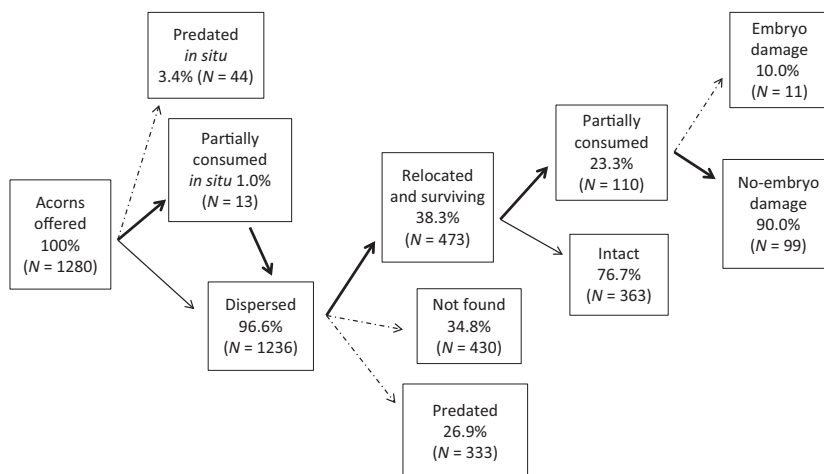 Acorns
offered
100%
(N = 1280)
Predated
in situ
3.4% (N = 44)
Partially
consumed
in situ 1.0%
(N = 13)
Dispersed
96.6%
(N = 1236)
Relocated
and surviving
38.3%
(N = 473)
Not found
34.8%
(N = 430)
Predated
26.9%
(N = 333)
Partially
consumed
23.3%
(N = 110)
Intact
76.7%
(N = 363)
Embryo
damage
10.0%
(N = 11)
No-embryo
damage
90.0%
(N = 99)